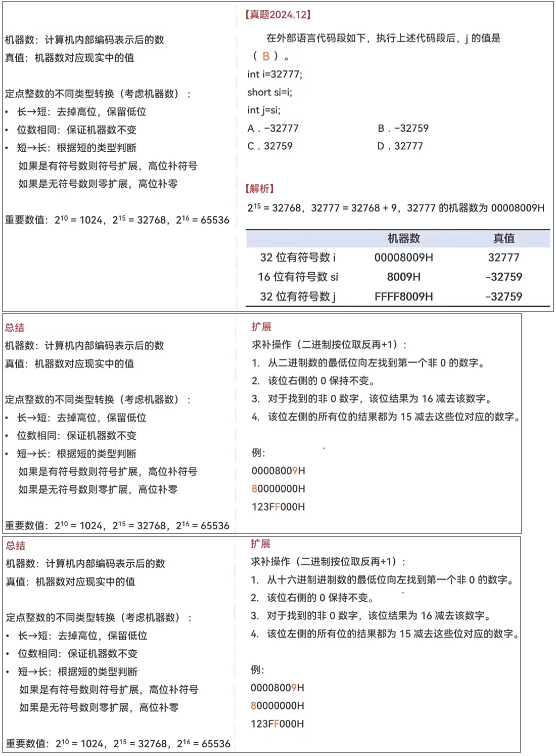 机器数：计算机内部编码表示后的数
真值：机器数对应现实中的值
定点整数的不同类型转换（考虑机器数）：
• 长→短：去掉高位，保留低位
• 位数相同：保证机器数不变
• 短→长：根据短的类型判断
如果是有符号数则符号扩展，高位补符号
如果是无符号数则零扩展，高位补零
重要数值：2¹⁰ = 1024，2¹⁵ = 32768，2¹⁶ = 65536
【真题2024.12】
在外部语言代码段如下，执行上述代码段后，j 的值是
（ B ）。
int i=32777;
short si=i;
int j=si;
A．−32777 B．−32759
C．32759 D．32777
【解析】
2¹⁵ = 32768，32777 = 32768 + 9，32777 的机器数为 00008009H
机器数 真值
32 位有符号数 i 00008009H 32777
16 位有符号数 si 8009H −32759
32 位有符号数 j FFFF8009H −32759
总结
机器数：计算机内部编码表示后的数
真值：机器数对应现实中的值
定点整数的不同类型转换（考虑机器数）：
• 长→短：去掉高位，保留低位
• 位数相同：保证机器数不变
• 短→长：根据短的类型判断
如果是有符号数则符号扩展，高位补符号
如果是无符号数则零扩展，高位补零
重要数值：2¹⁰ = 1024，2¹⁵ = 32768，2¹⁶ = 65536
扩展
求补操作（二进制按位取反再+1）：
1. 从二进制数的最低位向左找到第一个非 0 的数字。
2. 该位右侧的 0 保持不变。
3. 对于找到的非 0 数字，该位结果为 16 减去该数字。
4. 该位左侧的所有位的结果都为 15 减去这些位对应的数字。
例：
00008009H
80000000H
123FF000H
总结
机器数：计算机内部编码表示后的数
真值：机器数对应现实中的值
定点整数的不同类型转换（考虑机器数）：
• 长→短：去掉高位，保留低位
• 位数相同：保证机器数不变
• 短→长：根据短的类型判断
如果是有符号数则符号扩展，高位补符号
如果是无符号数则零扩展，高位补零
重要数值：2¹⁰ = 1024，2¹⁵ = 32768，2¹⁶ = 65536
扩展
求补操作（二进制按位取反再+1）：
1. 从十六进制进制数的最低位向左找到第一个非 0 的数字。
2. 该位右侧的 0 保持不变。
3. 对于找到的非 0 数字，该位结果为 16 减去该数字。
4. 该位左侧的所有位的结果都为 15 减去这些位对应的数字。
例：
00008009H
80000000H
123FF000H